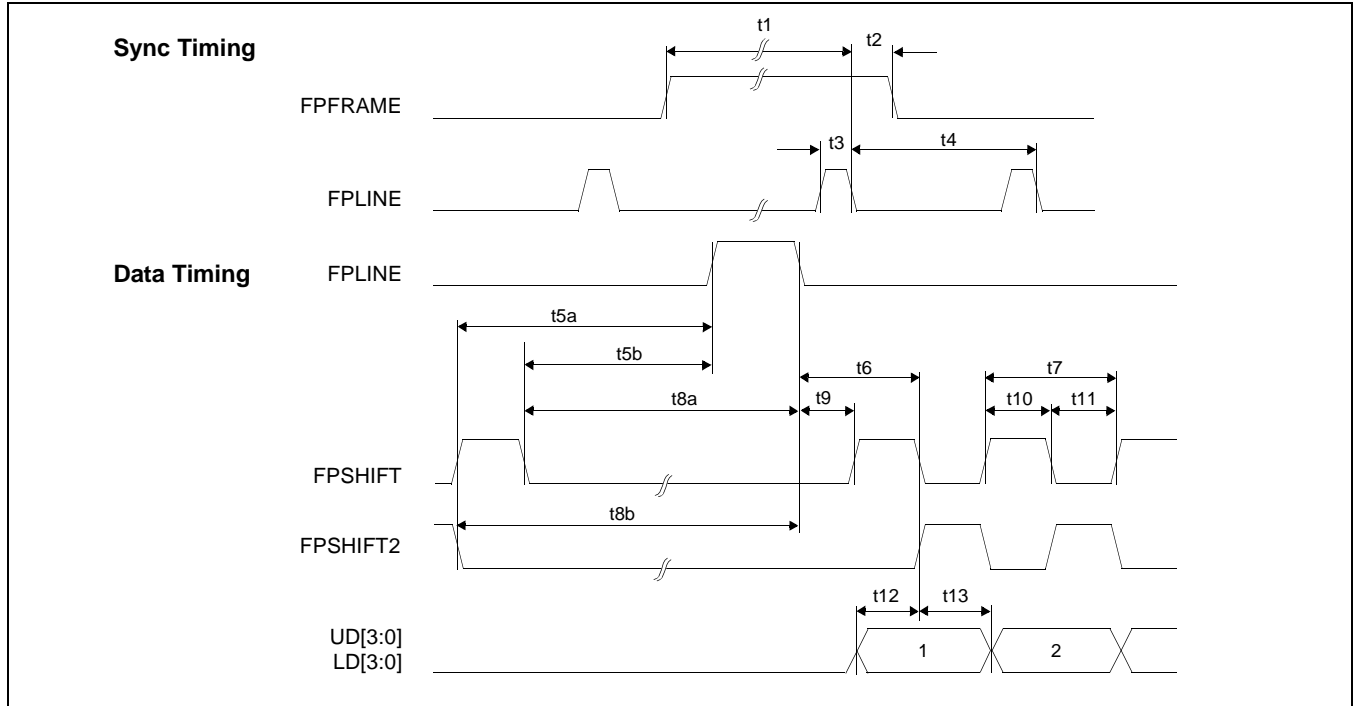 Sync Timing
t1
t2
FPFRAME
t3
t4
FPLINE
Data Timing
FPLINE
t5a
t5b
t6
t7
t8a
t9
t10
t11
FPSHIFT
t8b
FPSHIFT2
t12
t13
UD[3:0]
LD[3:0]
1
2